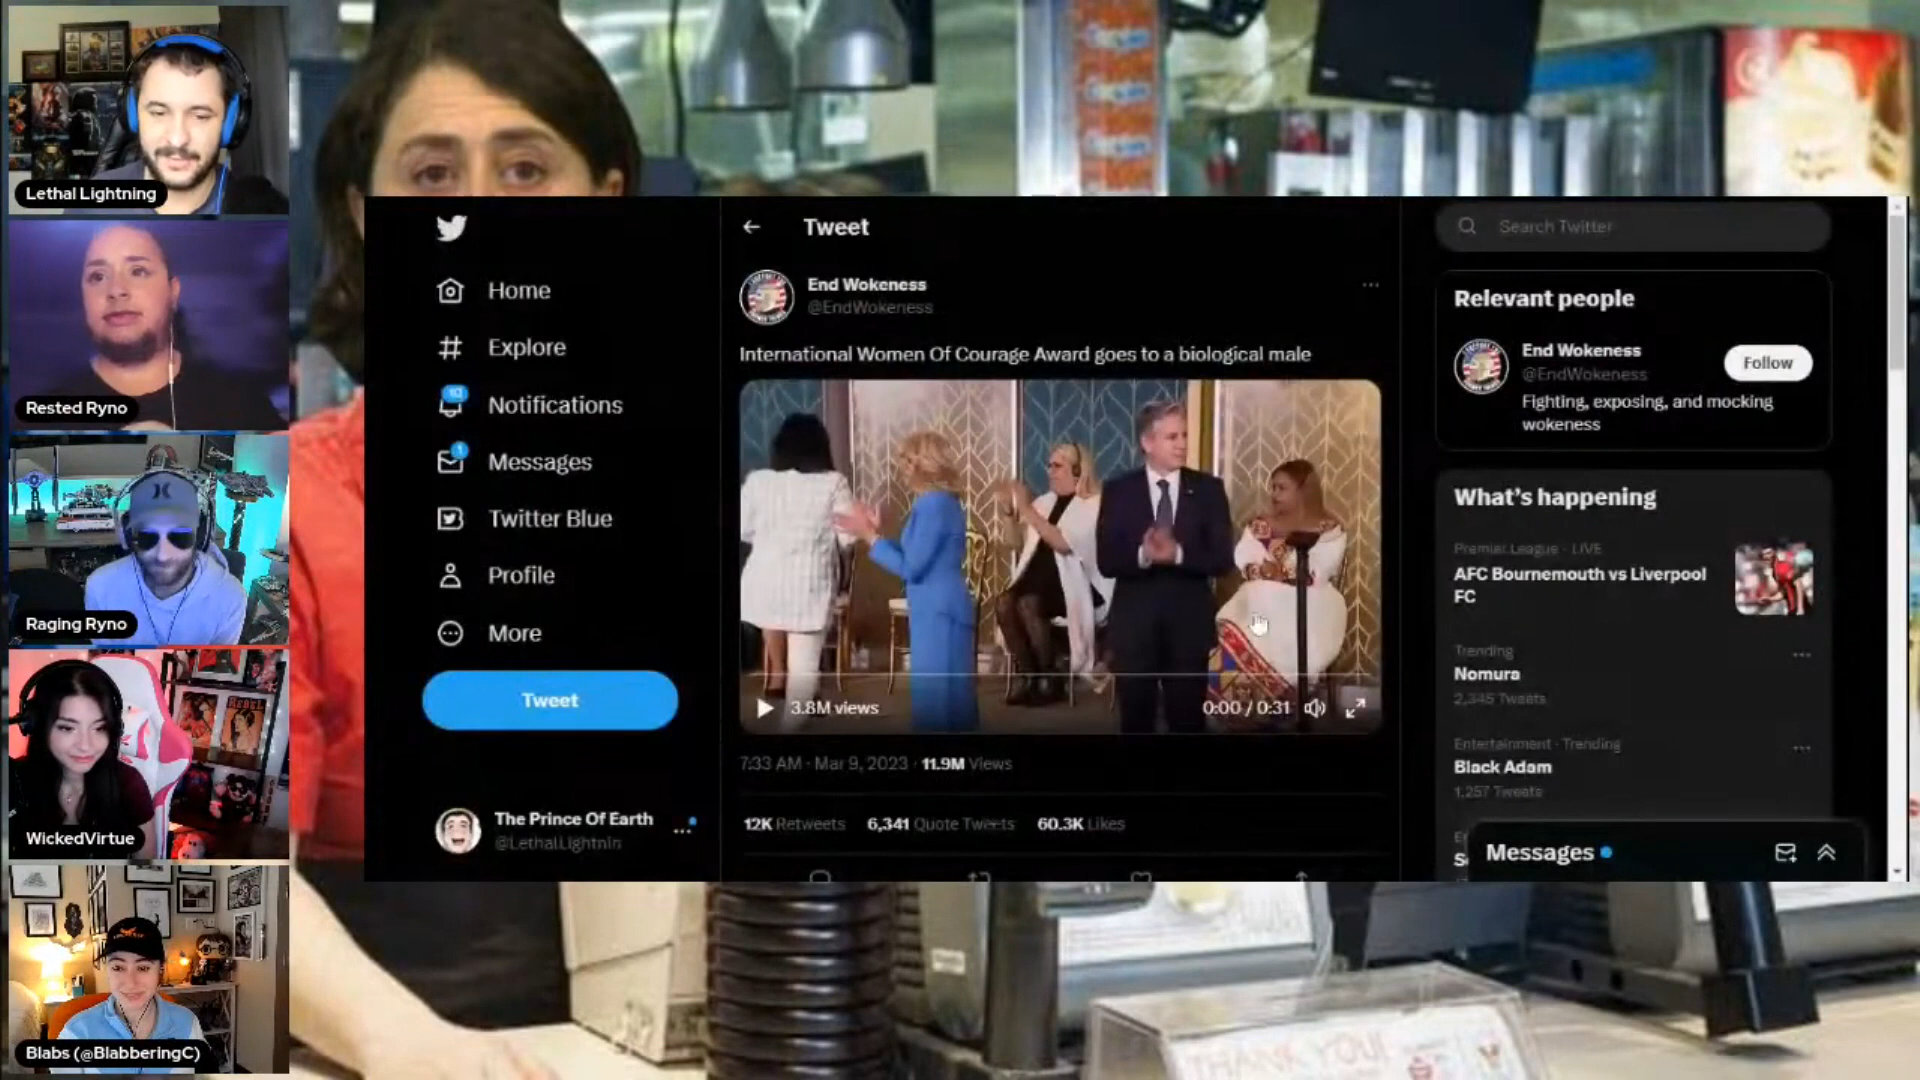 Lethal Lightning
Rested Ryno
Raging Ryno
WickedVirtue
REBEL
Blabs (@BlabberingC)
Home
Explore
10
Notifications
1
Messages
Twitter Blue
Profile
More
Tweet
The Prince Of Earth
@LethalLightnin
Tweet
End Wokeness
@EndWokeness
International Women Of Courage Award goes to a biological male
3.8M views
0:00 / 0:31
7:33 AM · Mar 9, 2023 · 11.9M Views
12K Retweets 6,341 Quote Tweets 60.3K Likes
Search Twitter
Relevant people
End Wokeness
@EndWokeness
Follow
Fighting, exposing, and mocking
wokeness
What's happening
Premier League · LIVE
AFC Bournemouth vs Liverpool
FC
Trending
Nomura
2,345 Tweets
Entertainment · Trending
Black Adam
1,257 Tweets
Messages
THANK YOU!